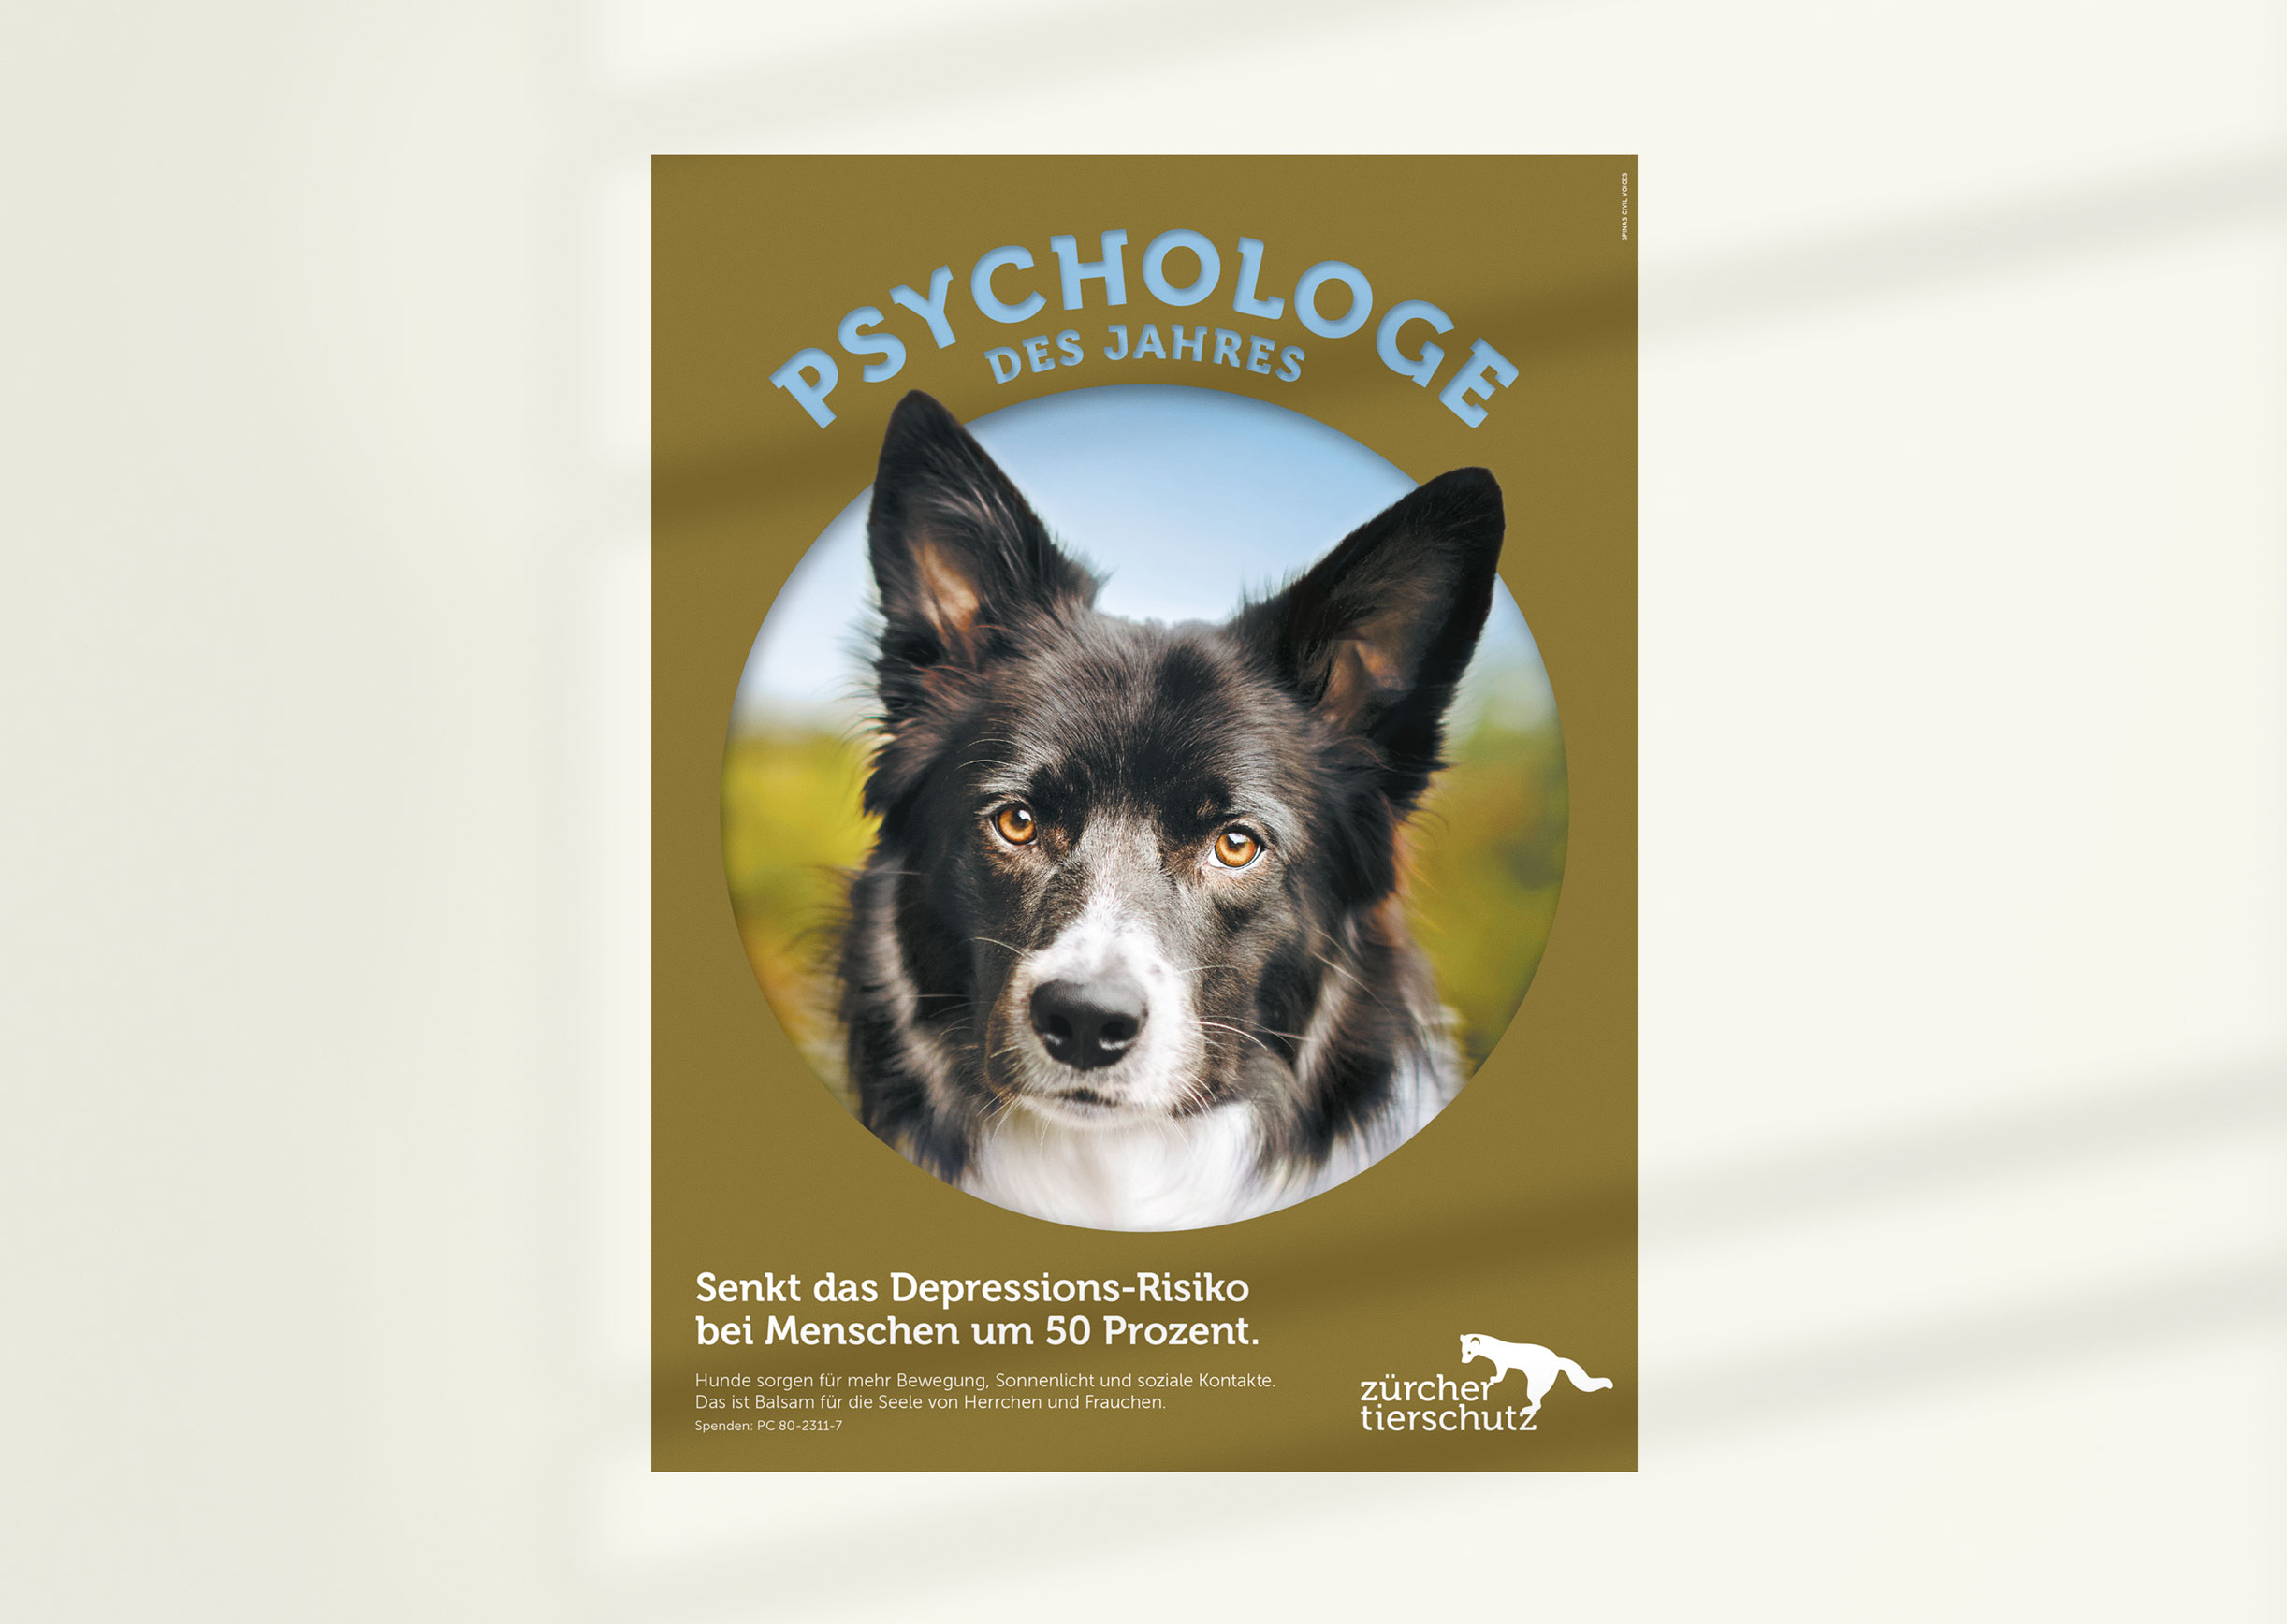 SPINAS CIVIL VOICES
PSYCHOLOGE
DES JAHRES
Senkt das Depressions-Risiko
bei Menschen um 50 Prozent.
Hunde sorgen für mehr Bewegung, Sonnenlicht und soziale Kontakte.
Das ist Balsam für die Seele von Herrchen und Frauchen.
Spenden: PC 80-2311-7
zürcher
tierschutz